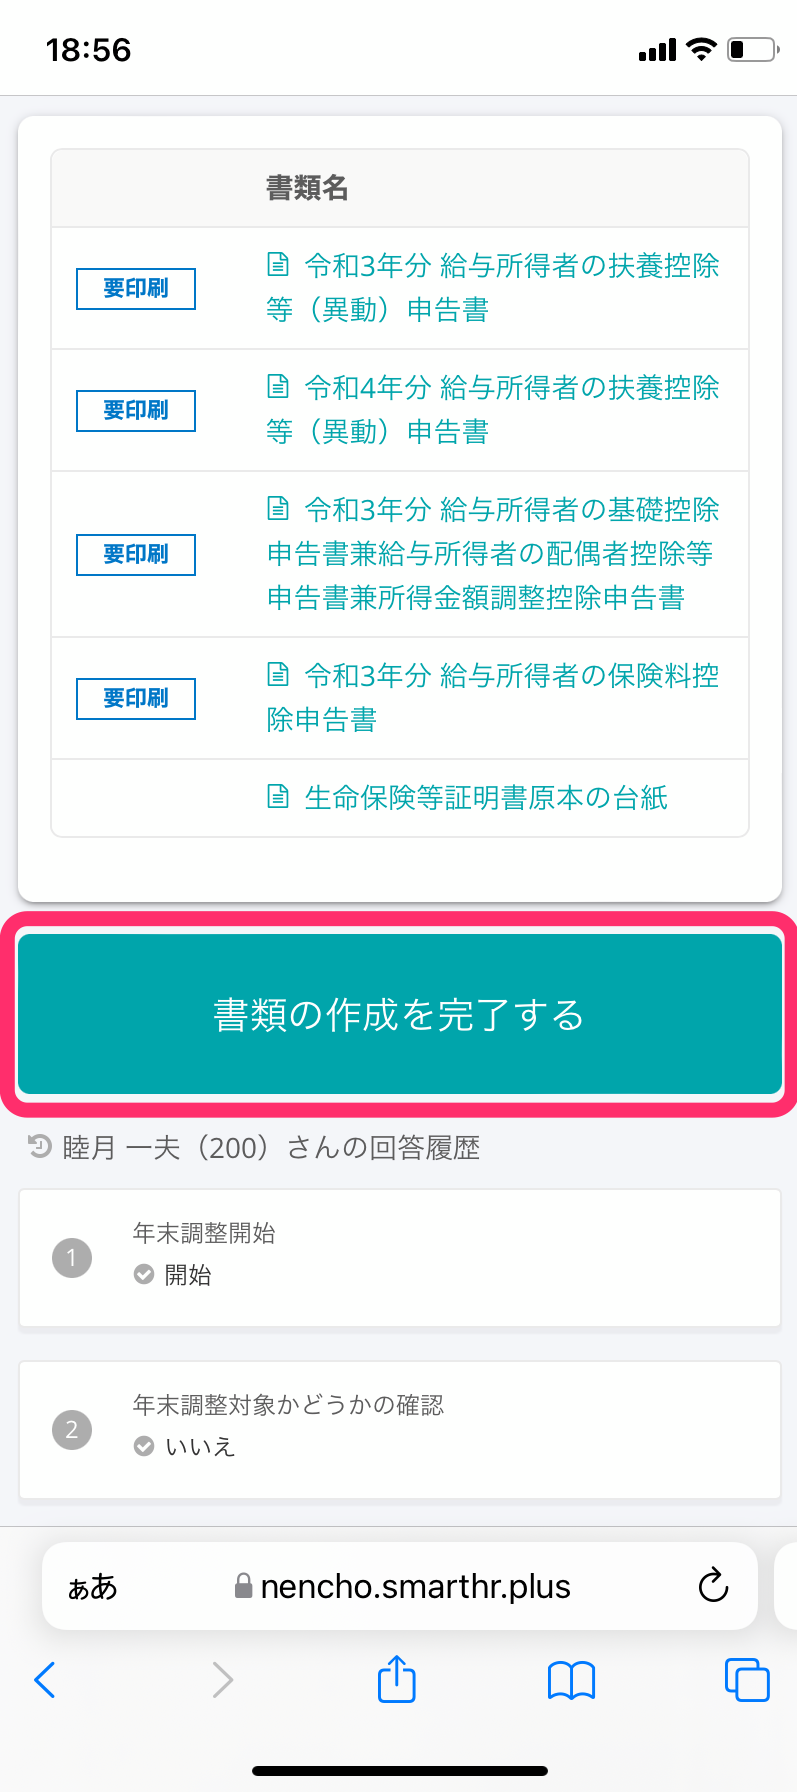 18:56
書類名
要印刷
令和3年分 給与所得者の扶養控除
等（異動）申告書
要印刷
令和4年分 給与所得者の扶養控除
等（異動）申告書
要印刷
令和3年分 給与所得者の基礎控除
申告書兼給与所得者の配偶者控除等
申告書兼所得金額調整控除申告書
要印刷
令和3年分 給与所得者の保険料控
除申告書
生命保険等証明書原本の台紙
書類の作成を完了する
睦月 一夫（200）さんの回答履歴
1
年末調整開始
開始
2
年末調整対象かどうかの確認
いいえ
ぁあ nencho.smarthr.plus